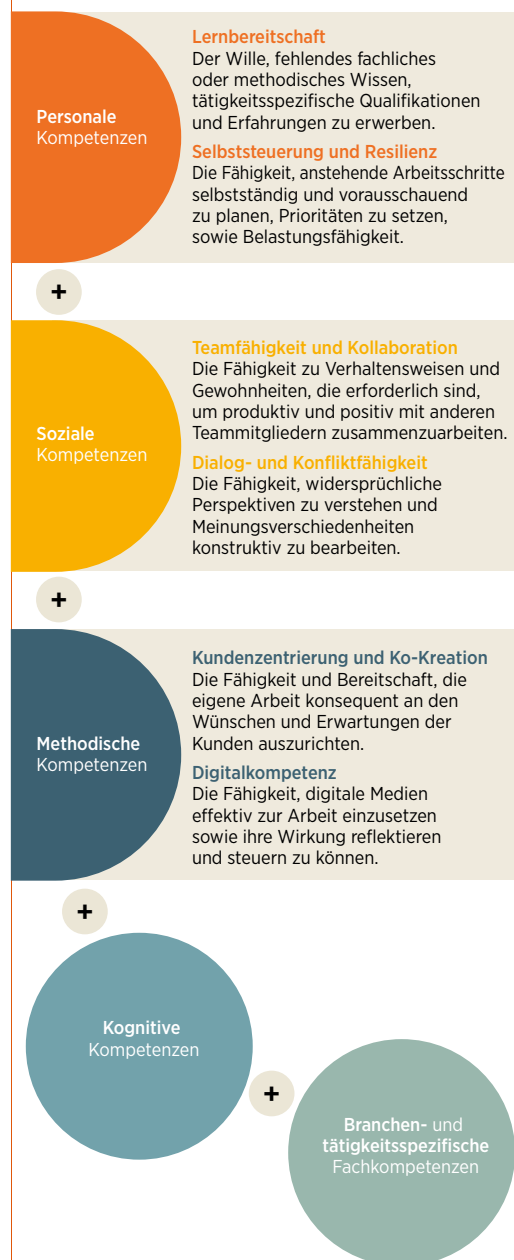 Personale
Kompetenzen
Lernbereitschaft
Der Wille, fehlendes fachliches
oder methodisches Wissen,
tätigkeitsspezifische Qualifikationen
und Erfahrungen zu erwerben.
Selbststeuerung und Resilienz
Die Fähigkeit, anstehende Arbeitsschritte
selbstständig und vorausschauend
zu planen, Prioritäten zu setzen,
sowie Belastungsfähigkeit.
+
Soziale
Kompetenzen
Teamfähigkeit und Kollaboration
Die Fähigkeit zu Verhaltensweisen und
Gewohnheiten, die erforderlich sind,
um produktiv und positiv mit anderen
Teammitgliedern zusammenzuarbeiten.
Dialog- und Konfliktfähigkeit
Die Fähigkeit, widersprüchliche
Perspektiven zu verstehen und
Meinungsverschiedenheiten
konstruktiv zu bearbeiten.
+
Methodische
Kompetenzen
Kundenzentrierung und Ko-Kreation
Die Fähigkeit und Bereitschaft, die
eigene Arbeit konsequent an den
Wünschen und Erwartungen der
Kunden auszurichten.
Digitalkompetenz
Die Fähigkeit, digitale Medien
effektiv zur Arbeit einzusetzen
sowie ihre Wirkung reflektieren
und steuern zu können.
+
Kognitive
Kompetenzen
+
Branchen- und
tätigkeitsspezifische
Fachkompetenzen